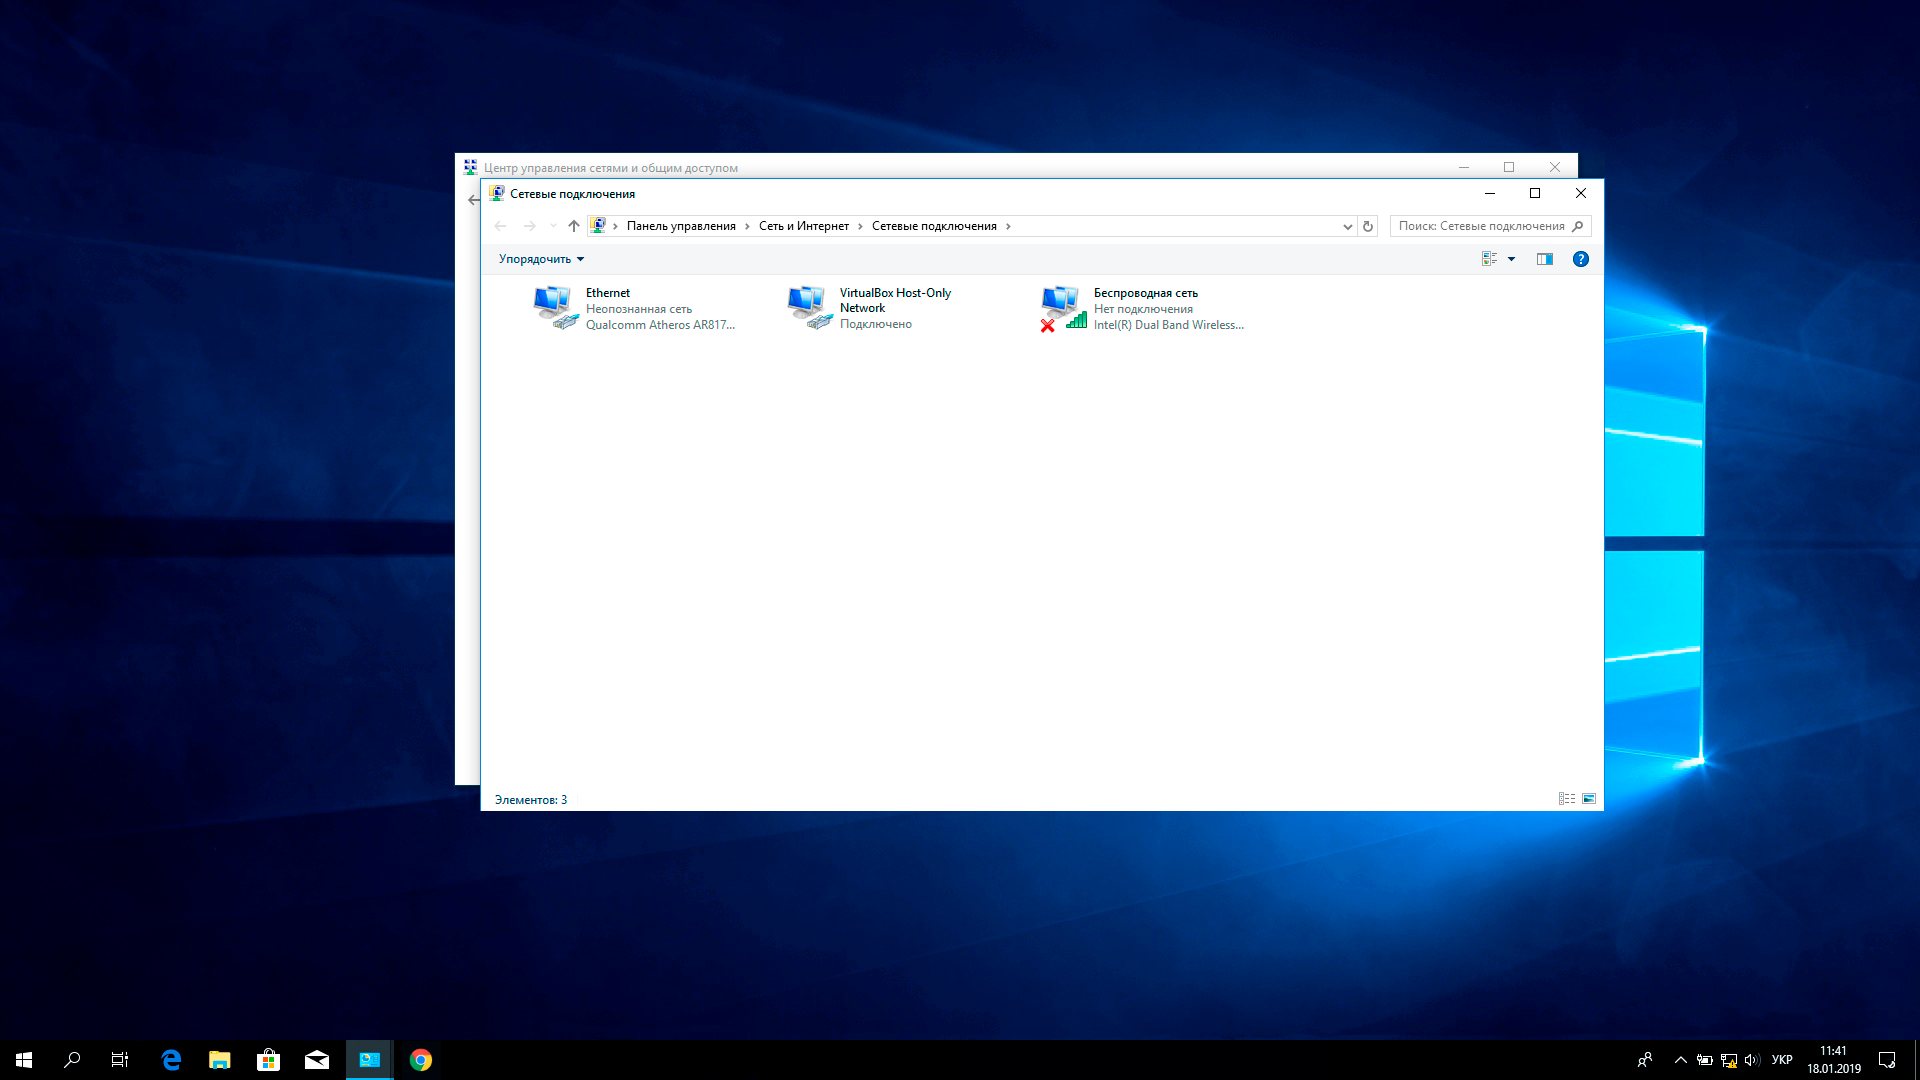 Центр управления сетями и общим доступом
Сетевые подключения
Панель управления
Сеть и Интернет
Сетевые подключения
Поиск: Сетевые подключения
Упорядочить
Ethernet
Неопознанная сеть
Qualcomm Atheros AR817...
VirtualBox Host-Only
Network
Подключено
Беспроводная сеть
Нет подключения
Intel(R) Dual Band Wireless...
Элементов: 3
УКР
11:41
18.01.2019